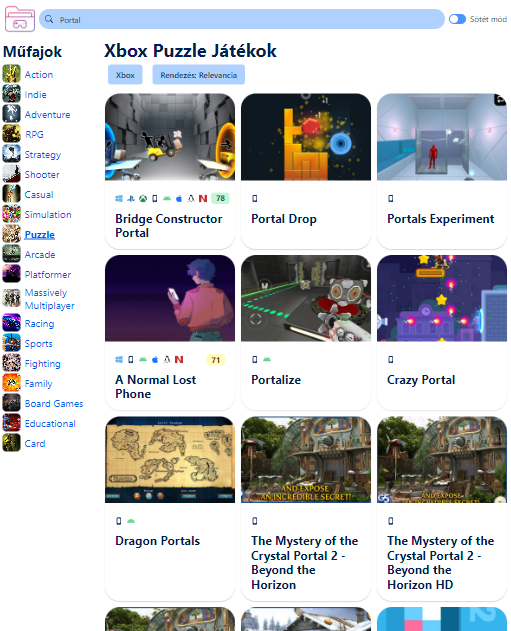 Portal
Sötét mód
Műfajok
Action
Indie
Adventure
RPG
Strategy
Shooter
Casual
Simulation
Puzzle
Arcade
Platformer
Massively
Multiplayer
Racing
Sports
Fighting
Family
Board Games
Educational
Card
Xbox Puzzle Játékok
Xbox
Rendezés: Relevancia
78
Bridge Constructor
Portal
Portal Drop
Portals Experiment
71
A Normal Lost
Phone
Portalize
Crazy Portal
Dragon Portals
AND EXPOSE
AN INCREDIBLE SECRET!
The Mystery of the
Crystal Portal 2 -
Beyond the
Horizon
G5
AND EXPOSE
AN INCREDIBLE SECRET!
The Mystery of the
Crystal Portal 2 -
Beyond the
Horizon HD
2